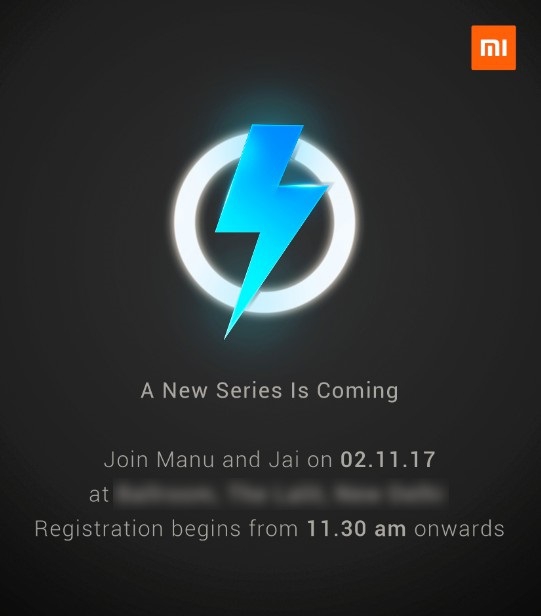 mi
A New Series Is Coming
Join Manu and Jai on 02.11.17
at
Registration begins from 11.30 am onwards